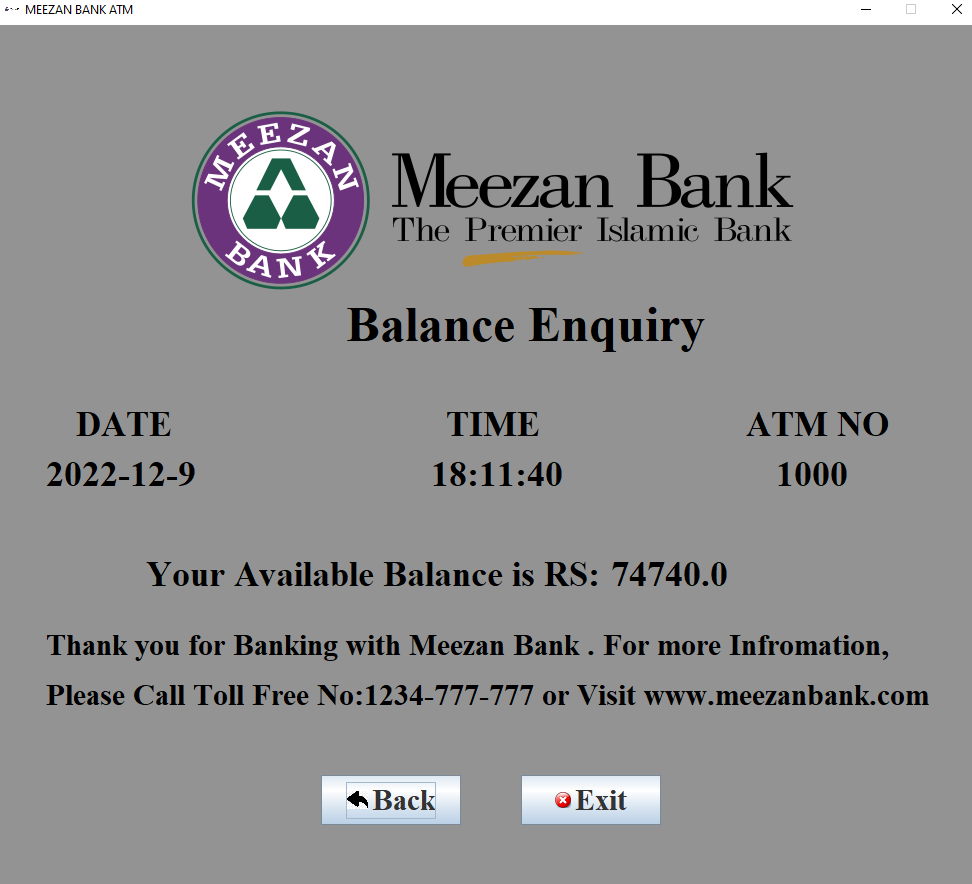 MEEZAN BANK ATM
MEEZAN
BANK
Meezan Bank
The Premier Islamic Bank
Balance Enquiry
DATE TIME ATM NO
2022-12-9 18:11:40 1000
Your Available Balance is RS: 74740.0
Thank you for Banking with Meezan Bank . For more Infromation,
Please Call Toll Free No:1234-777-777 or Visit www.meezanbank.com
Back Exit